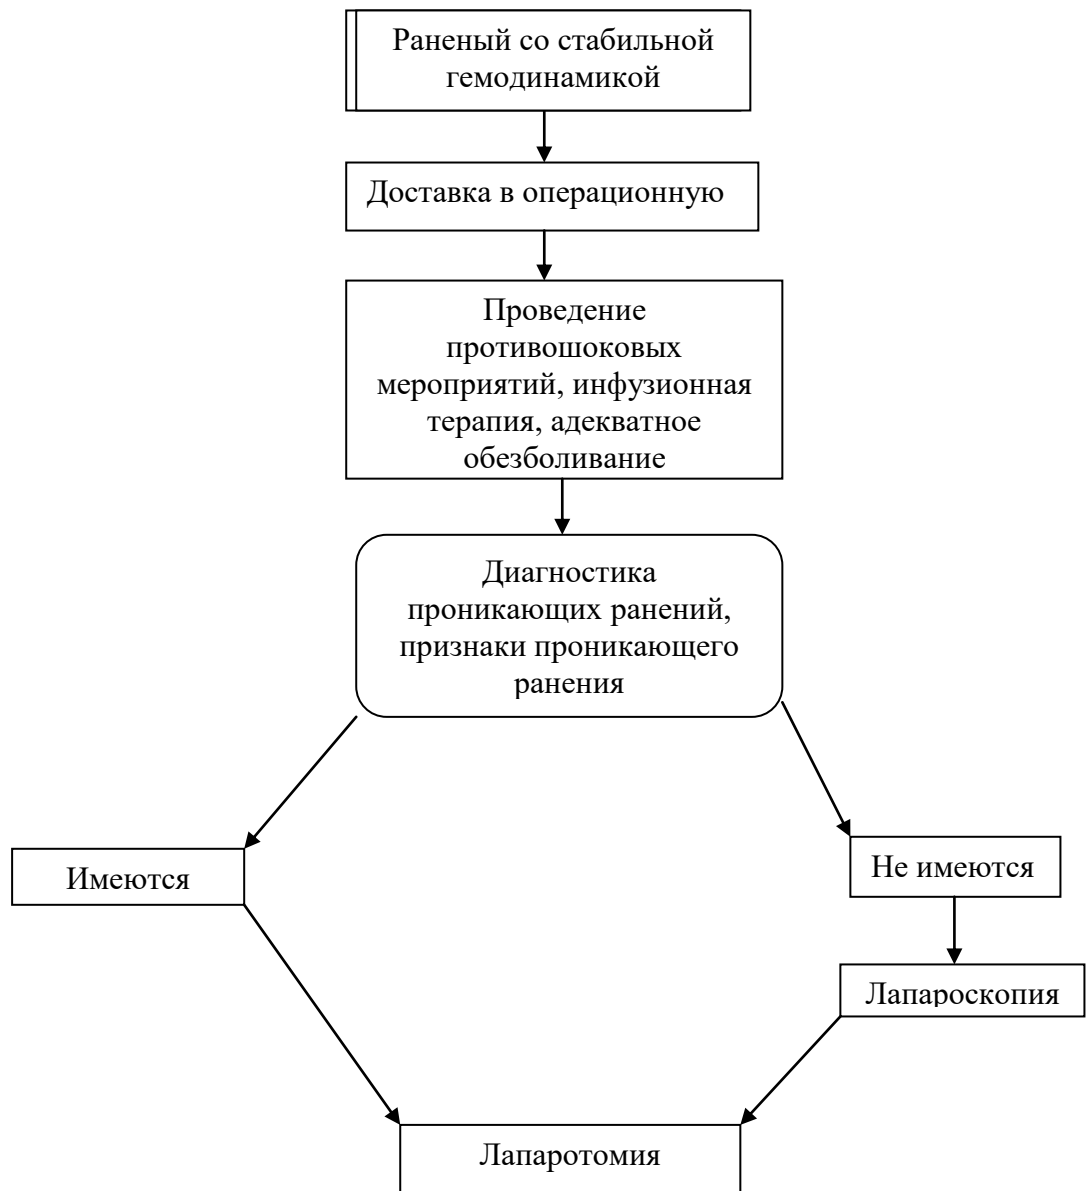 Раненый со стабильной
гемодинамикой
Доставка в операционную
Проведение
противошоковых
мероприятий, инфузионная
терапия, адекватное
обезболивание
Диагностика
проникающих ранений,
признаки проникающего
ранения
Имеются
Не имеются
Лапароскопия
Лапаротомия